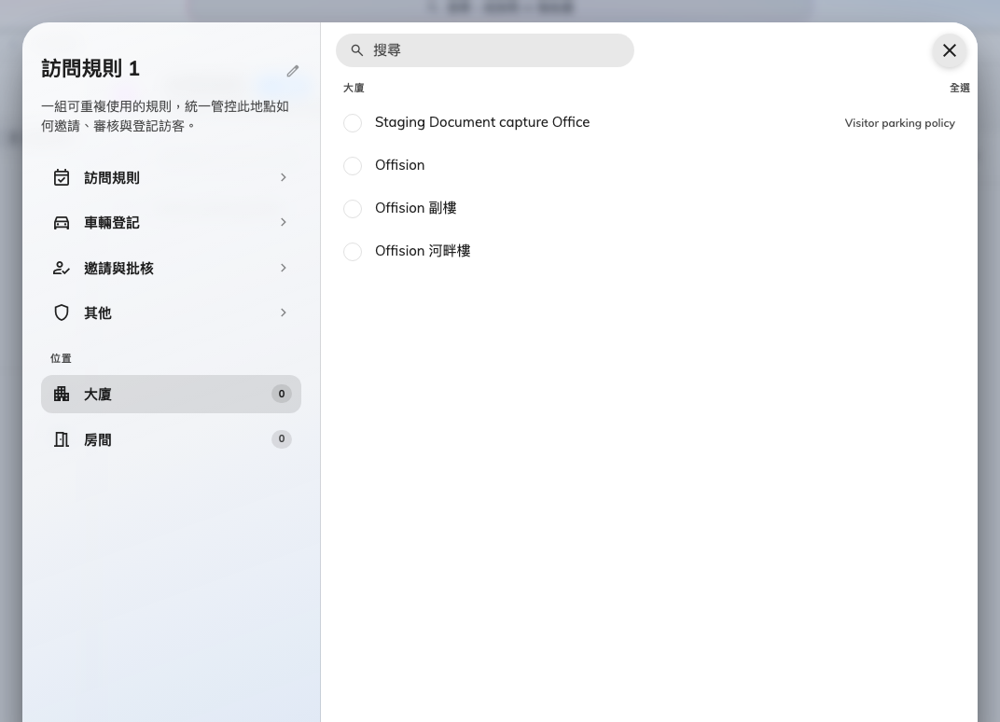 訪問規則 1
一組可重複使用的規則，統一管控此地點如
何邀請、審核與登記訪客。
訪問規則
車輛登記
邀請與批核
其他
位置
大廈 0
房間 0
搜尋
大廈 全選
Staging Document capture Office Visitor parking policy
Offision
Offision 副樓
Offision 河畔樓